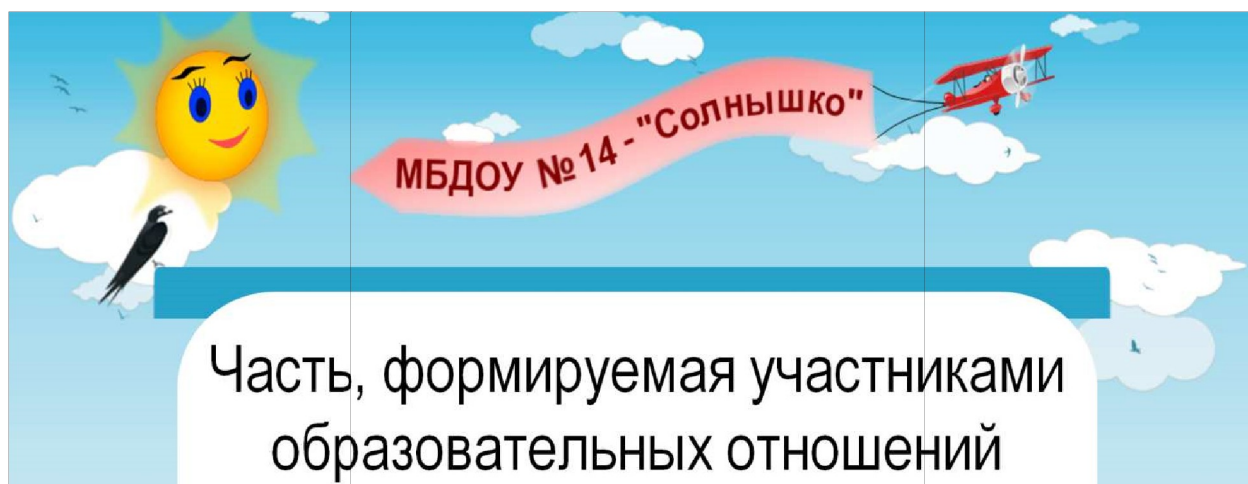 МБДОУ №14 - "Солнышко"
Часть, формируемая участниками
образовательных отношений